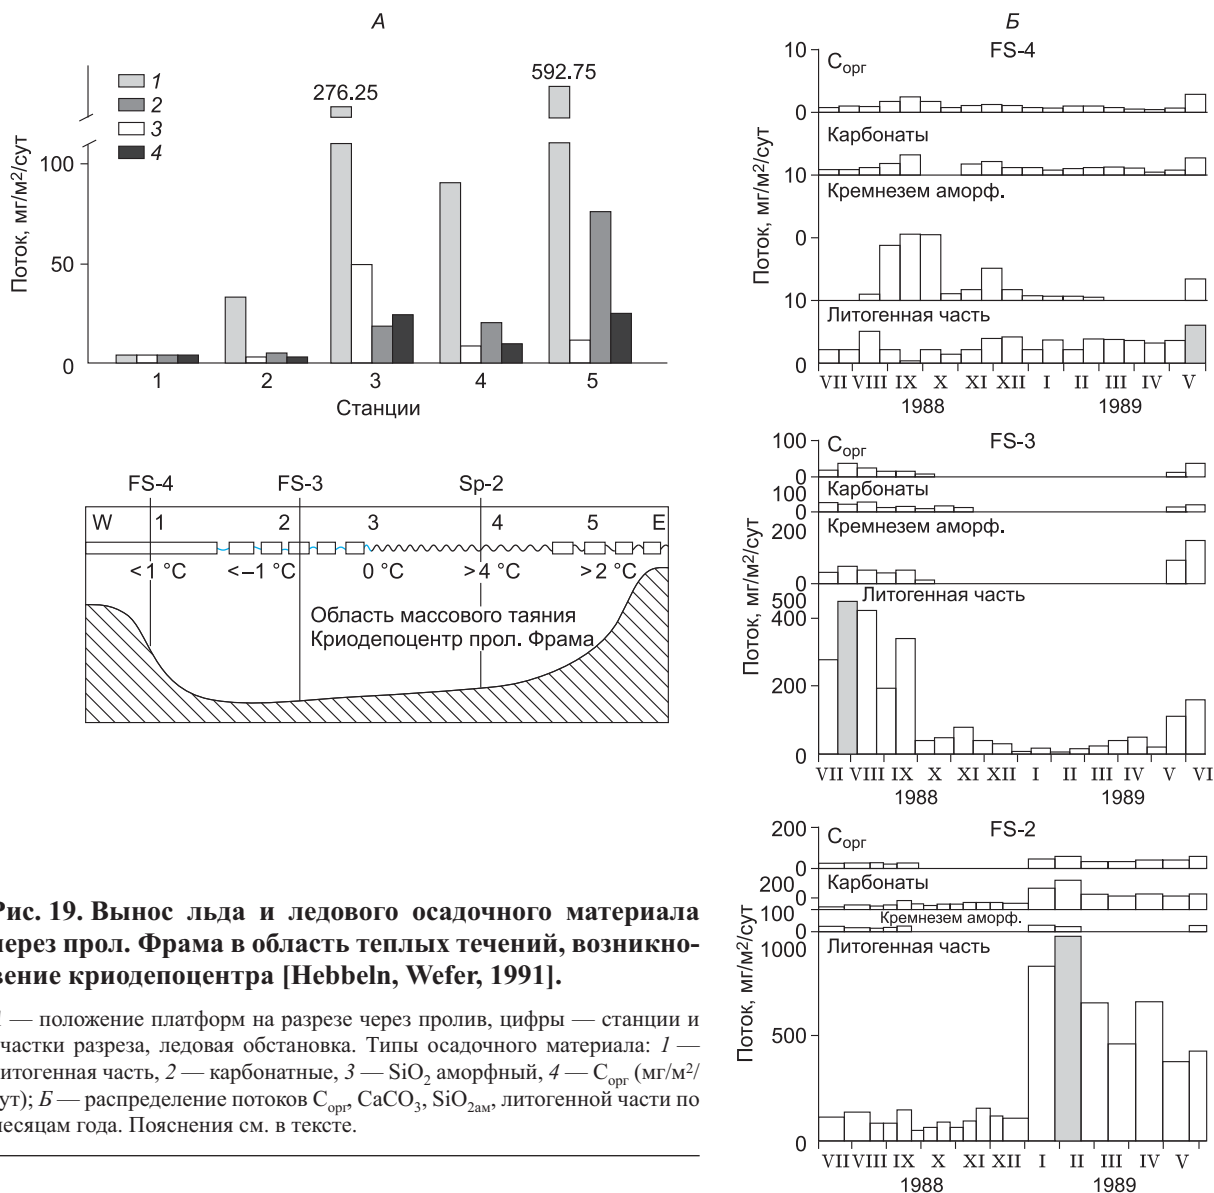 А
276.25
592.75
1
2
3
4
Поток, мг/м²/сут
100
50
0
1 2 3 4 5
Станции
FS-4 FS-3 Sp-2
W 1 2 3 4 5 E
<1 °C <–1 °C 0 °C >4 °C >2 °C
Область массового таяния
Криодепоцентр прол. Фрама
Рис. 19. Вынос льда и ледового осадочного материала
через прол. Фрама в область теплых течений, возникно-
вение криодепоцентра [Hebbeln, Wefer, 1991].
— положение платформ на разрезе через пролив, цифры — станции и
участки разреза, ледовая обстановка. Типы осадочного материала: 1 —
литогенная часть, 2 — карбонатные, 3 — SiO₂ аморфный, 4 — Cорг (мг/м²/
сут); Б — распределение потоков Cорг, CaCO₃, SiO₂ам, литогенной части по
месяцам года. Пояснения см. в тексте.
Б
FS-4
Поток, мг/м²/сут
10
Cорг
0
Карбонаты
10
Кремнезем аморф.
0
10
Литогенная часть
0
VII VIII IX X XI XII I II III IV V
1988 1989
FS-3
Поток, мг/м²/сут
100
Cорг
0
100
Карбонаты
0
200
Кремнезем аморф.
0
500
Литогенная часть
400
200
0
VII VIII IX X XI XII I II III IV V VI
1988 1989
FS-2
Поток, мг/м²/сут
200
Cорг
0
200
Карбонаты
0
100
Кремнезем аморф.
0
1000
Литогенная часть
500
0
VII VIII IX X XI XII I II III IV V
1988 1989